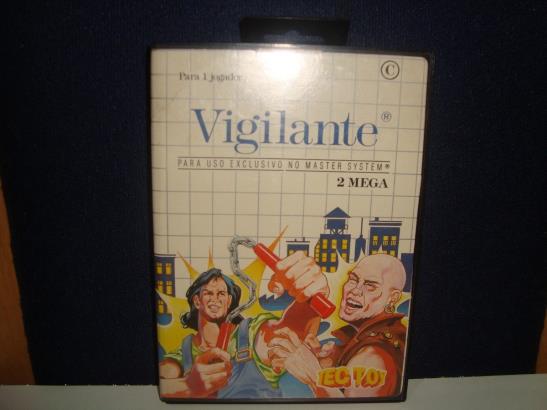 Para 1 jogador
©
Vigilante®
PARA USO EXCLUSIVO NO MASTER SYSTEM®
2 MEGA
TEC TOY